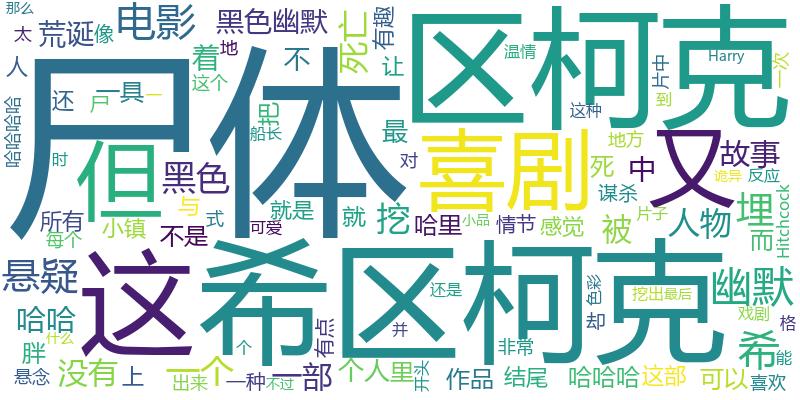 那么
太
荒诞
像
电影
黑色幽默
地
死亡
有趣
区柯克
温情
Harry
片中
一次
人
着
不
让
这个
一具
尸
一
还
哈哈哈哈
尸体
把
船长
最
这种
到
但
黑色
时
与
喜剧
对
死
地方
又
中
故事
诡异
反应
谋杀
所有
小镇
式
就是
可爱
就
挖
哈里
小品
情节
感觉
被
片子
人物
埋
而
Hitchcock
每个
不是
悬疑
这
希区柯克
还是
色彩
却
挖出
最后
幽默
戏剧
格
哈哈
什么
胖
个
有点
并
非常
希
能
悬念
没有
上
一个
出来
一种
不过
一部
个人里
开头
作品
结尾
哈哈哈
这部
可以
喜欢